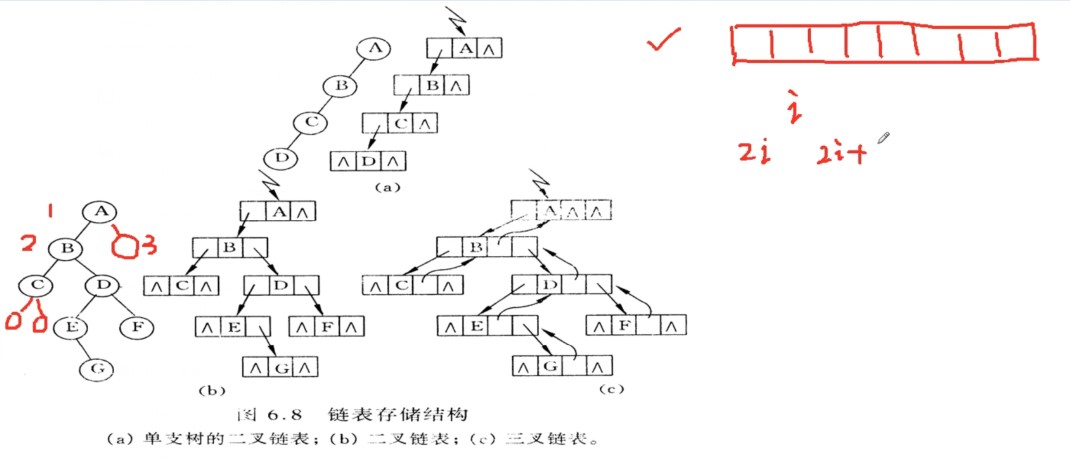 A
B
C
D
A ∧
B ∧
C ∧
∧ D ∧
(a)
✓
i
2i 2i+
1
2
3
A
B
C
D
E
F
G
A ∧
B
∧ C ∧
D
∧ E
∧ F ∧
∧ G ∧
(b)
A ∧ ∧
B
∧ C ∧
D
∧ E
∧ F ∧
∧ G ∧
(c)
图 6.8 链表存储结构
(a) 单支树的二叉链表；(b) 二叉链表；(c) 三叉链表。